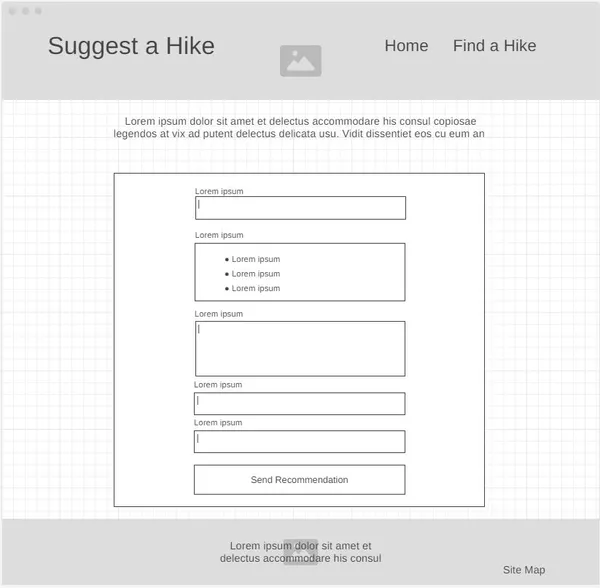 Suggest a Hike
Home
Find a Hike
Lorem ipsum dolor sit amet et delectus accommodare his consul copiosae
legendos at vix ad putent delectus delicata usu. Vidit dissentiet eos cu eum an
Lorem ipsum
Lorem ipsum
• Lorem ipsum
• Lorem ipsum
• Lorem ipsum
Lorem ipsum
Lorem ipsum
Lorem ipsum
Send Recommendation
Lorem ipsum dolor sit amet et
delectus accommodare his consul
Site Map